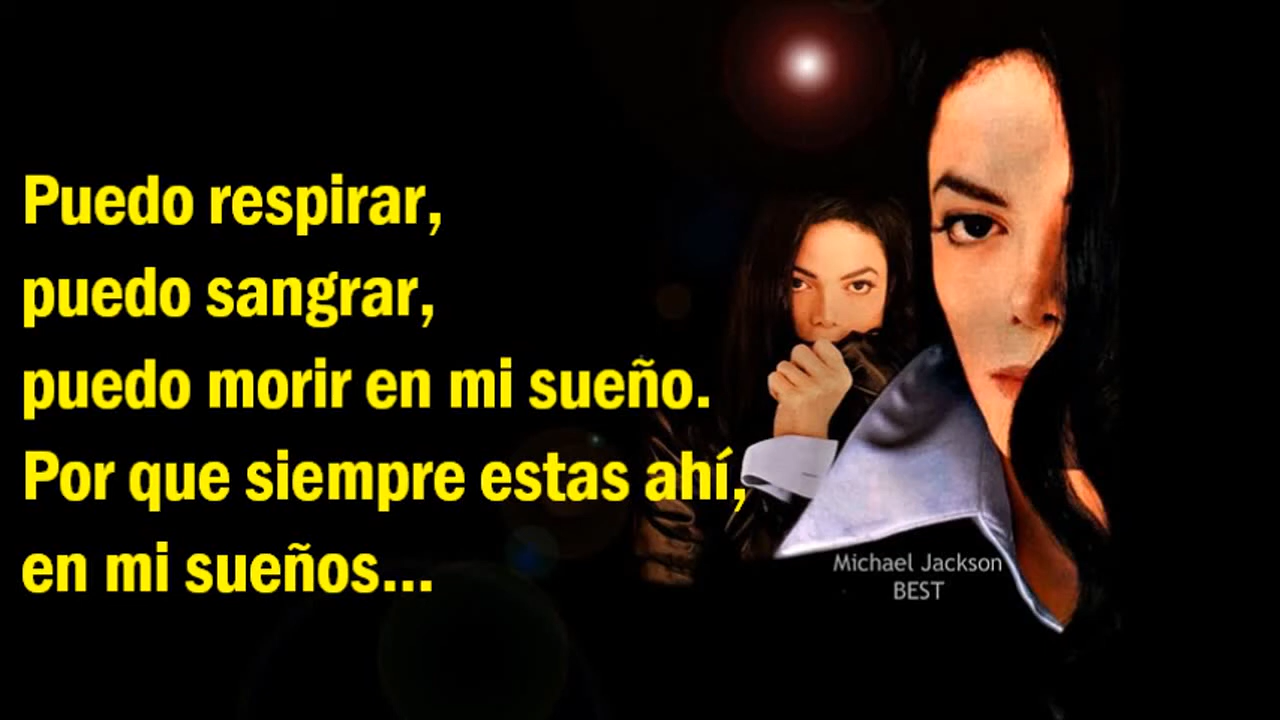 Puedo respirar,
puedo sangrar,
puedo morir en mi sueño.
Por que siempre estas ahí,
en mi sueños...
Michael Jackson
BEST